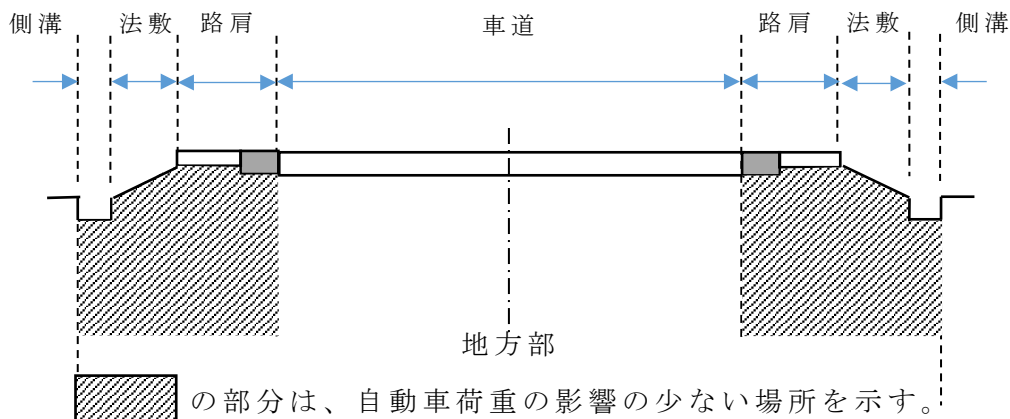 側溝 法敷 路肩 車道 路肩 法敷 側溝
地方部
の部分は、自動車荷重の影響の少ない場所を示す。